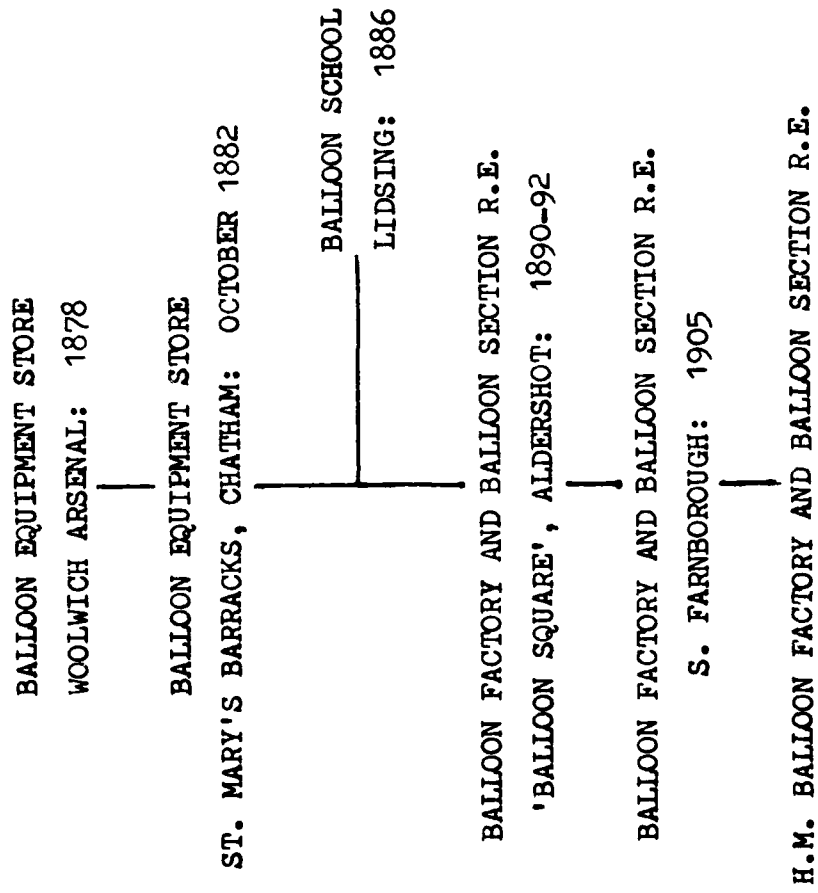 BALLOON EQUIPMENT STORE
WOOLWICH ARSENAL: 1878
BALLOON EQUIPMENT STORE
ST. MARY'S BARRACKS, CHATHAM: OCTOBER 1882
BALLOON SCHOOL
LIDSING: 1886
BALLOON FACTORY AND BALLOON SECTION R.E.
'BALLOON SQUARE', ALDERSHOT: 1890-92
BALLOON FACTORY AND BALLOON SECTION R.E.
S. FARNBOROUGH: 1905
H.M. BALLOON FACTORY AND BALLOON SECTION R.E.